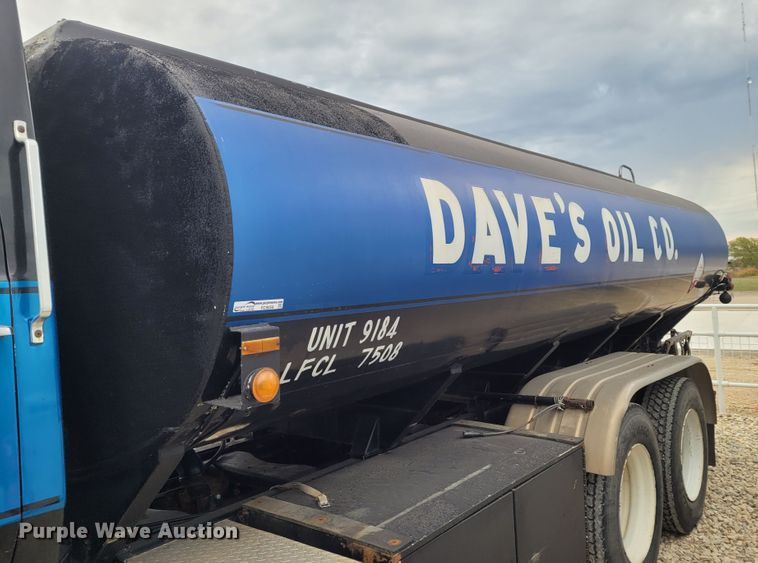 DAVE'S OIL CO.
UNIT 9184
LFCL 7508
Purple Wave Auction